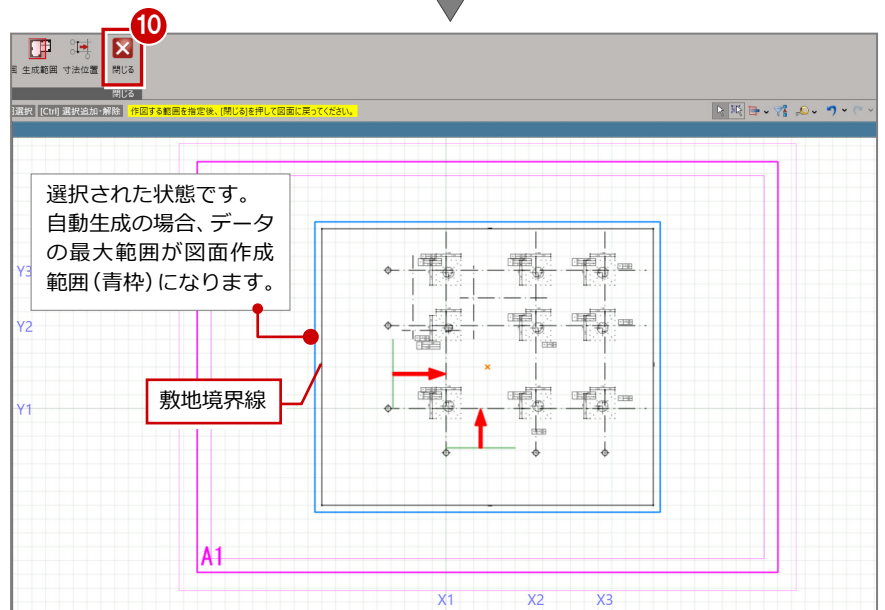 10
生成範囲 寸法位置 閉じる
閉じる
選択 [Ctrl] 選択追加・解除 作図する範囲を指定後、[閉じる]を押して図面に戻ってください。
選択された状態です。
自動生成の場合、データ
の最大範囲が図面作成
範囲(青枠)になります。
Y3
Y2
敷地境界線
Y1
A1
X1 X2 X3